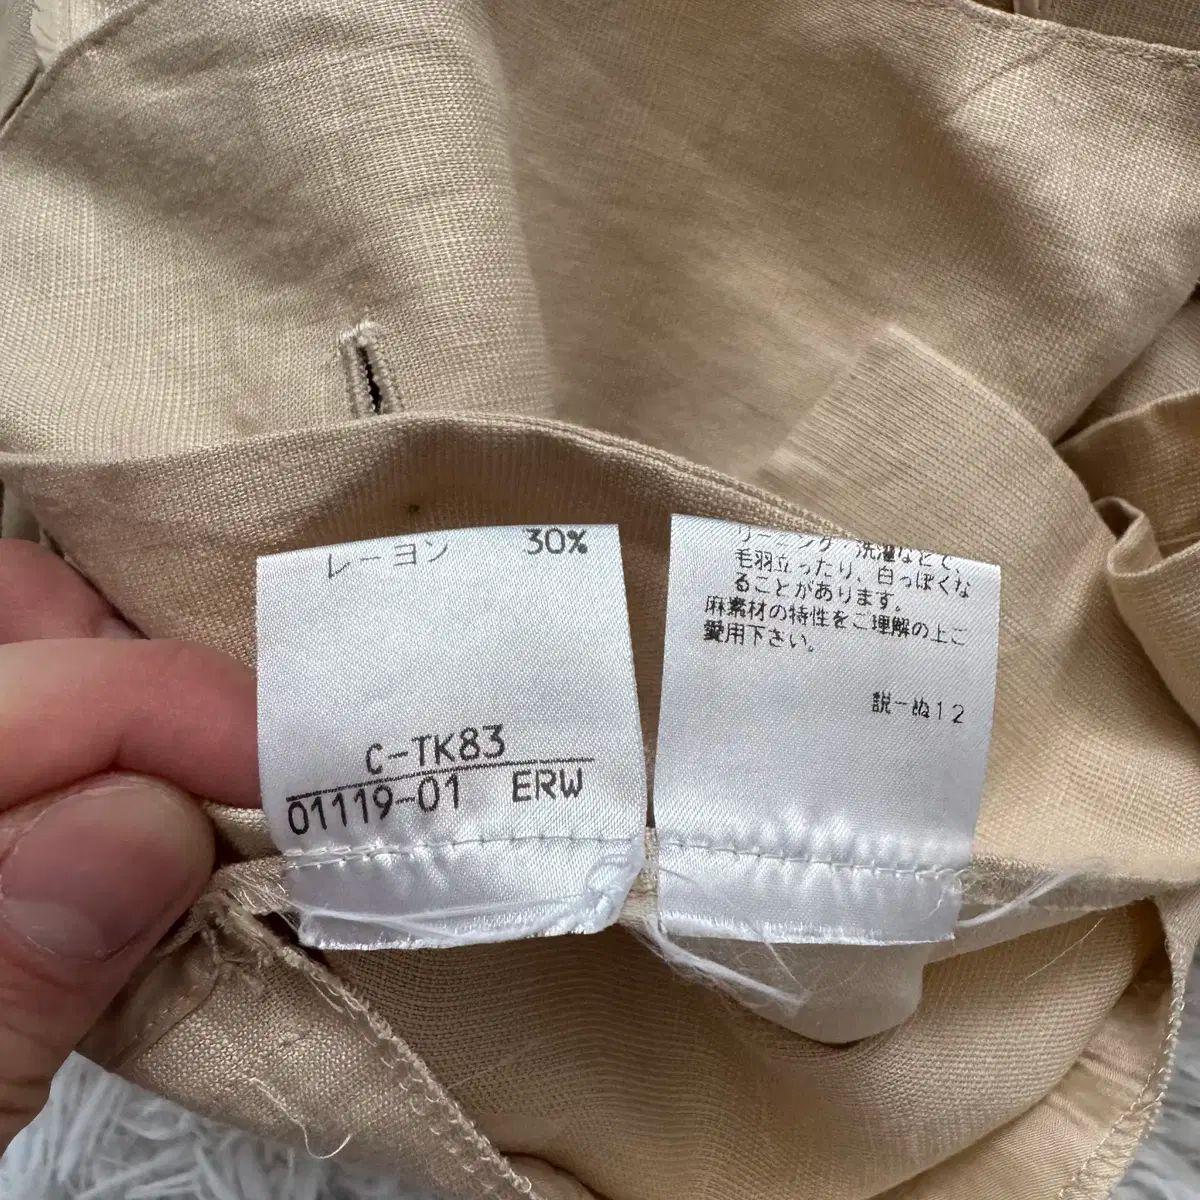 レーヨン 30%
C-TK83
01119-01 ERW
リーニング・洗濯などで、
毛羽立ったり、白っぽくな
ることがあります。
麻素材の特性をご理解の上ご
愛用下さい。
説-ぬ12